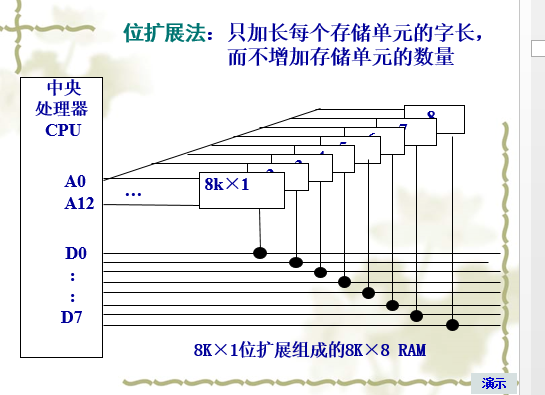 位扩展法：只加长每个存储单元的字长，
而不增加存储单元的数量
中央
处理器
CPU
8
7
6
5
4
3
2
8k×1
A0
…
A12
D0
:
:
D7
8K×1位扩展组成的8K×8 RAM
演示